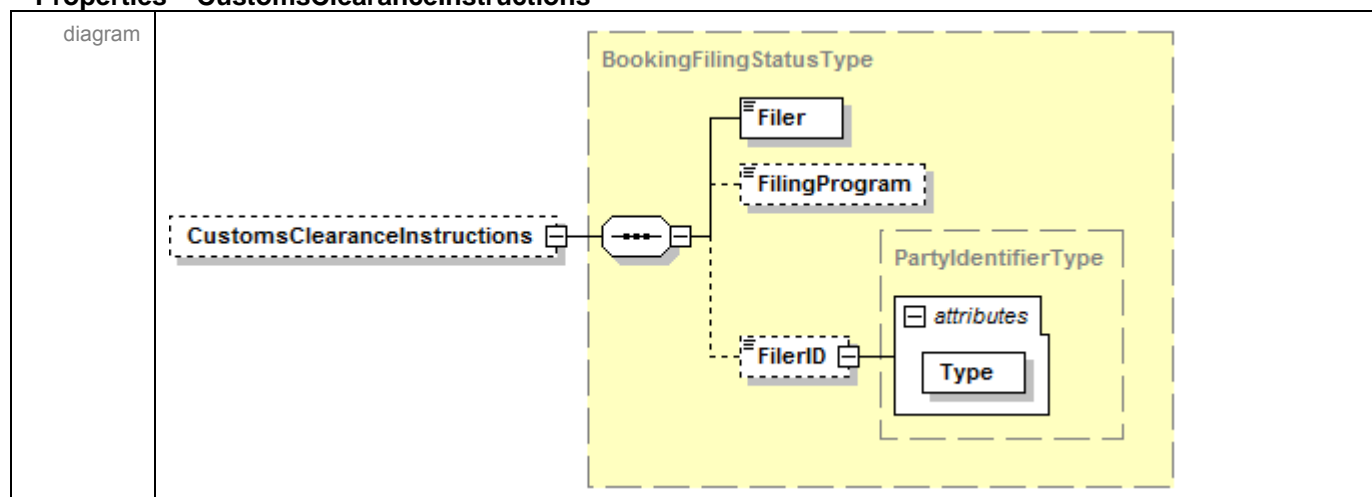 Properties CustomsClearanceInstructions
diagram
BookingFilingStatusType
Filer
FilingProgram
CustomsClearanceInstructions
PartyIdentifierType
attributes
FilerID
Type